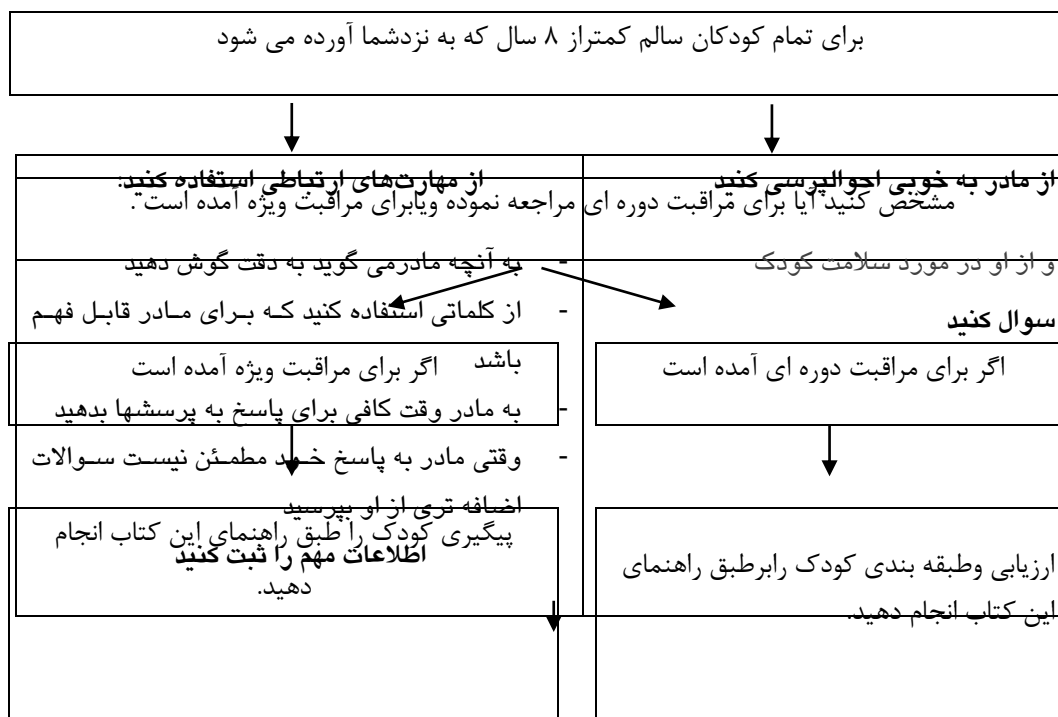 برای تمام کودکان سالم کمتراز ۸ سال که به نزدشما آورده می شود
از مادر به خوبی احوالپرسی کنید
از مهارت‌های ارتباطی استفاده کنید:
مشخص کنید آیا برای مراقبت دوره ای مراجعه نموده ویابرای مراقبت ویژه آمده است .
و از او در مورد سلامت کودک
سوال کنید
- به آنچه مادرمی گوید به دقت گوش دهید
- از کلماتی استفاده کنید که برای مادر قابل فهم
باشد
اگر برای مراقبت دوره ای آمده است
اگر برای مراقبت ویژه آمده است
- به مادر وقت کافی برای پاسخ به پرسشها بدهید
- وقتی مادر به پاسخ خود مطمئن نیست سوالات
اضافه تری از او بپرسید
پیگیری کودک را طبق راهنمای این کتاب انجام
دهید.
اطلاعات مهم را ثبت کنید
ارزیابی وطبقه بندی کودک رابرطبق راهنمای
این کتاب انجام دهید.